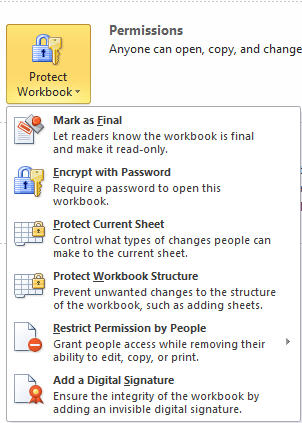 Permissions
Anyone can open, copy, and change
Protect
Workbook
Mark as Final
Let readers know the workbook is final
and make it read-only.
Encrypt with Password
Require a password to open this
workbook.
Protect Current Sheet
Control what types of changes people can
make to the current sheet.
Protect Workbook Structure
Prevent unwanted changes to the structure
of the workbook, such as adding sheets.
Restrict Permission by People
Grant people access while removing their
ability to edit, copy, or print.
Add a Digital Signature
Ensure the integrity of the workbook by
adding an invisible digital signature.